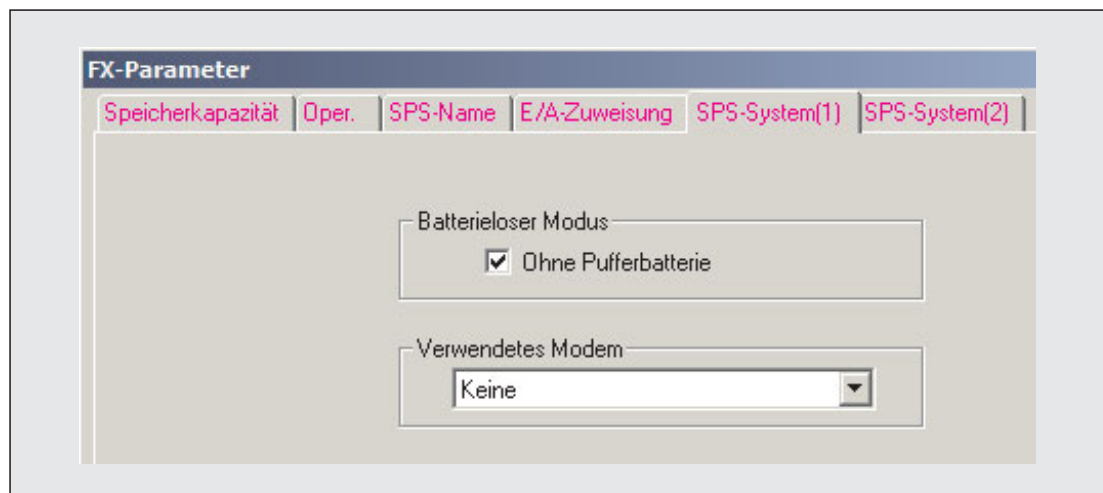 FX-Parameter
Speicherkapazität Oper. SPS-Name E/A-Zuweisung SPS-System(1) SPS-System(2)
Batterieloser Modus
Ohne Pufferbatterie
Verwendetes Modem
Keine